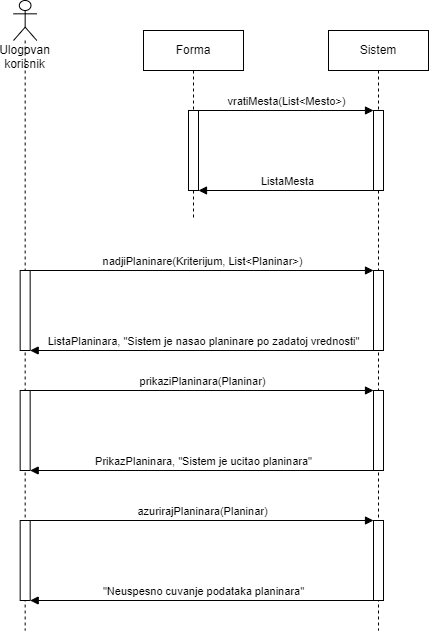 Ulogovan
korisnik
Forma
Sistem
vratiMesta(List<Mesto>)
ListaMesta
nadjiPlaninare(Kriterijum, List<Planinar>)
ListaPlaninara, "Sistem je nasao planinare po zadatoj vrednosti"
prikaziPlaninara(Planinar)
PrikazPlaninara, "Sistem je ucitao planinara"
azurirajPlaninara(Planinar)
"Neuspesno cuvanje podataka planinara"